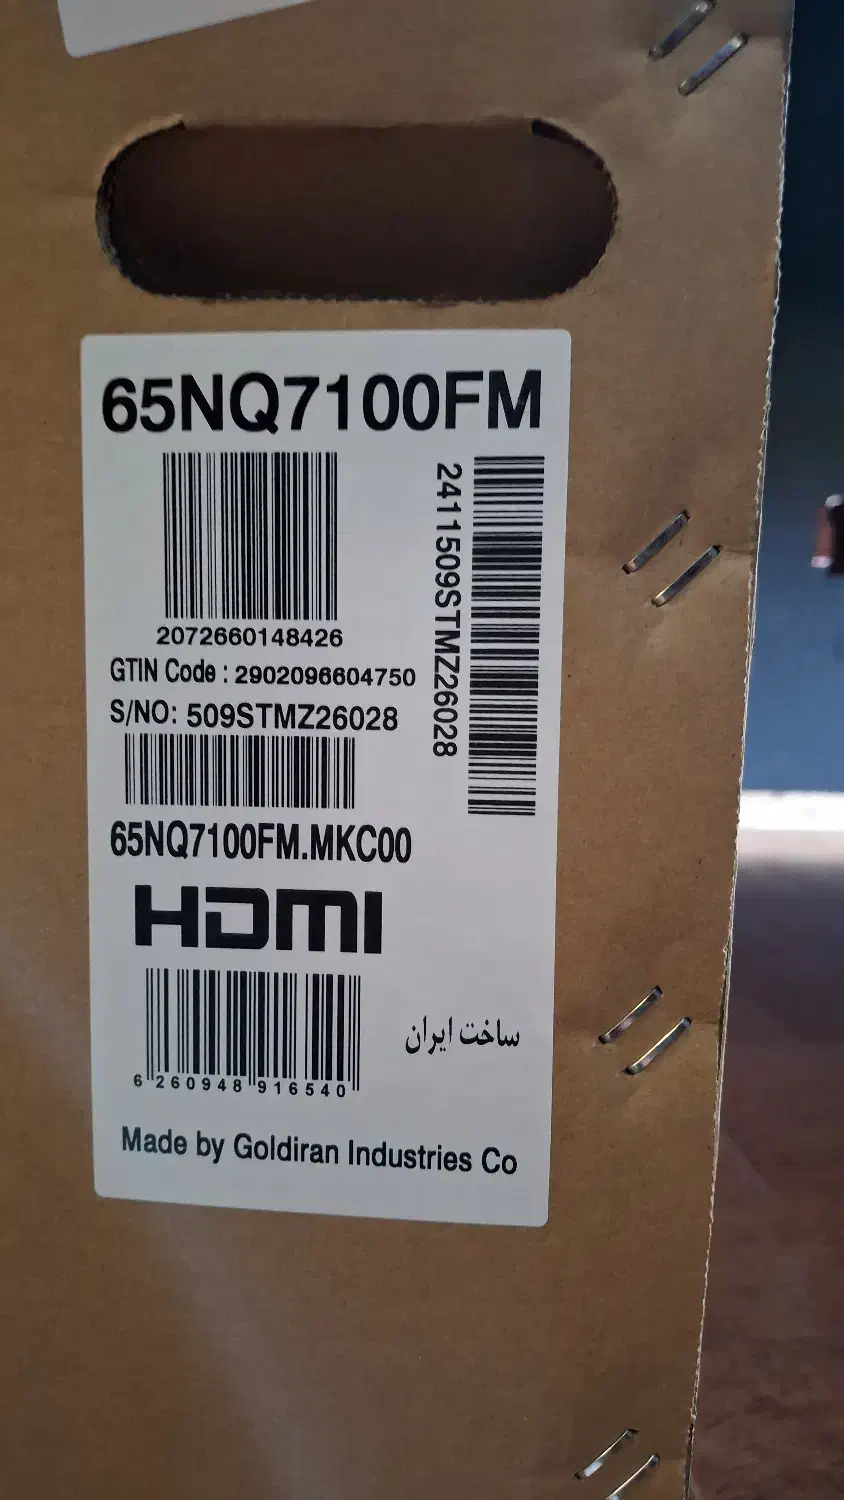 65NQ7100FM
2072660148426
2411509STMZ26028
GTIN Code : 2902096604750
S/NO: 509STMZ26028
65NQ7100FM.MKC00
HDMI
6 260948 916540
ساخت ایران
Made by Goldiran Industries Co